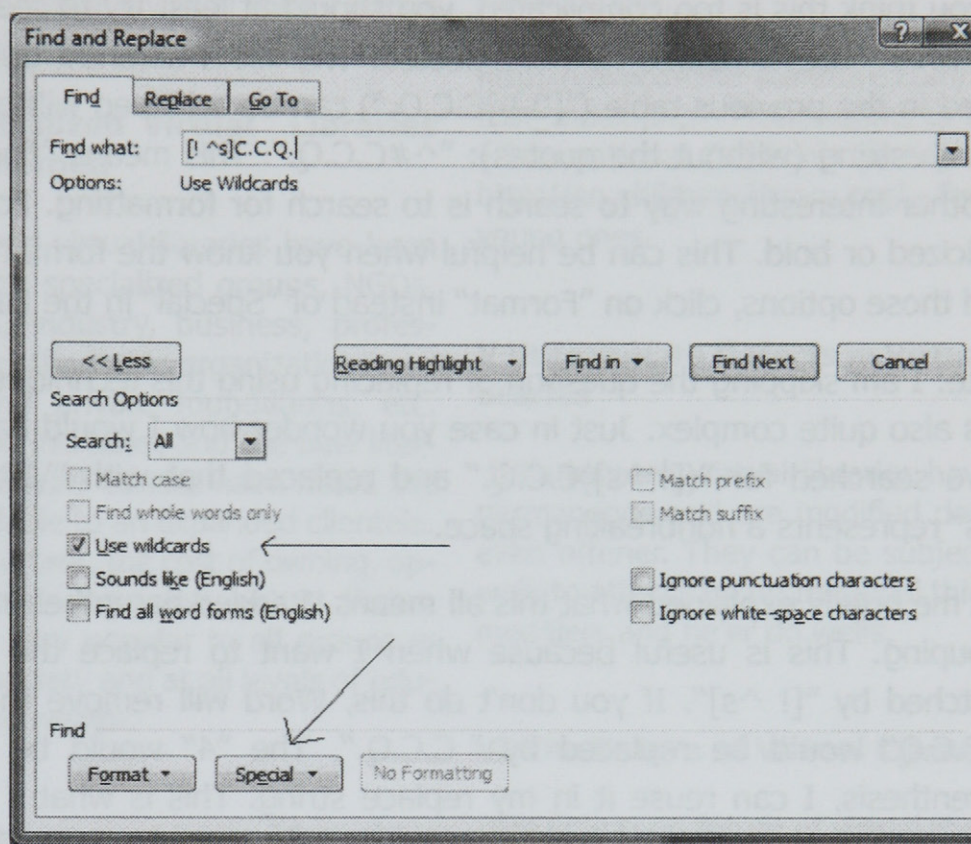 Find and Replace
Find Replace Go To
Find what: [! ^s]C.C.Q.
Options: Use Wildcards
<< Less Reading Highlight Find in Find Next Cancel
Search Options
Search: All
Match case Match prefix
Find whole words only Match suffix
Use wildcards
Sounds like (English) Ignore punctuation characters
Find all word forms (English) Ignore white-space characters
Find
Format Special No Formatting